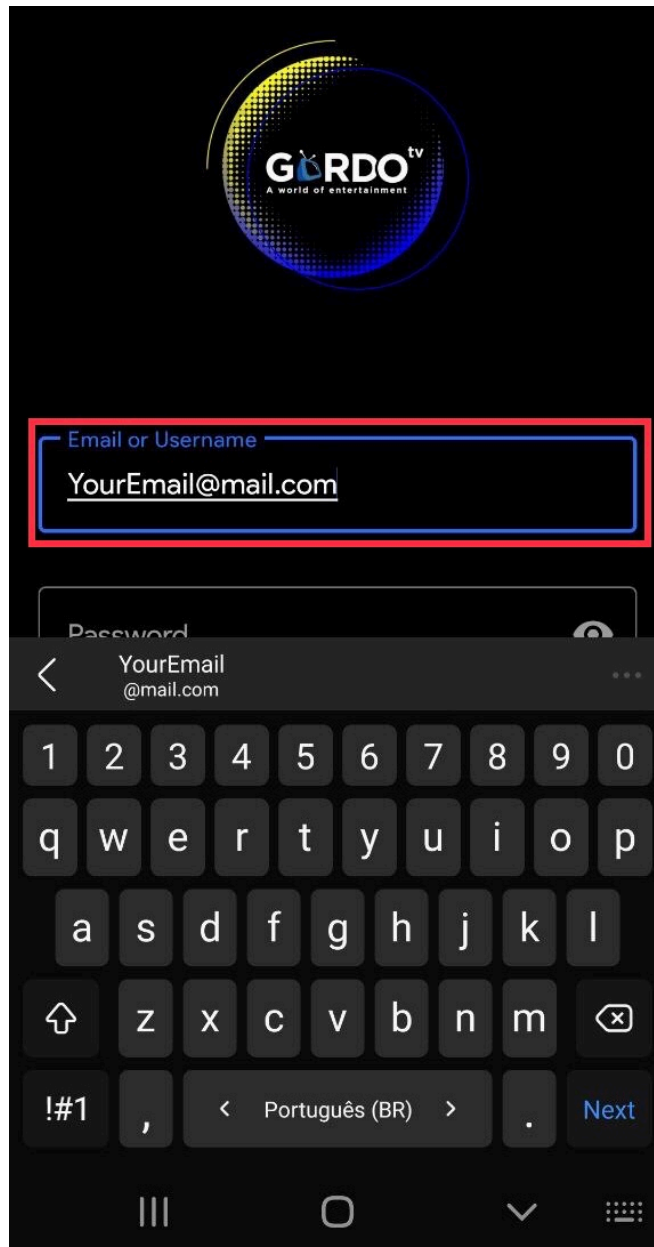 GORDO tv
A world of entertainment
Email or Username
YourEmail@mail.com
Password
YourEmail
@mail.com
1 2 3 4 5 6 7 8 9 0
q w e r t y u i o p
a s d f g h j k l
z x c v b n m
!#1 , < Português (BR) > . Next